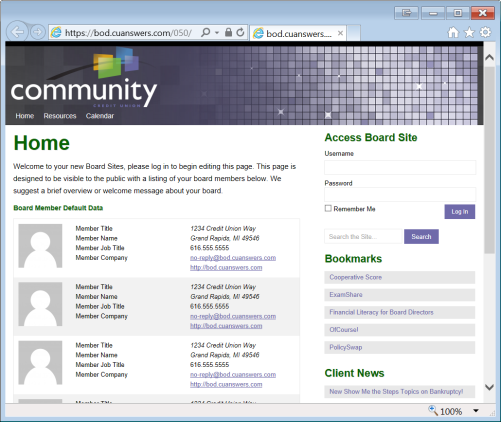 https://bod.cuanswers.com/050/
bod.cuanswers....
community
CREDIT UNION
Home Resources Calendar
Home
Welcome to your new Board Sites, please log in to begin editing this page. This page is
designed to be visible to the public with a listing of your board members below. We
suggest a brief overview or welcome message about your board.
Board Member Default Data
Member Title 1234 Credit Union Way
Member Name Grand Rapids, MI 49546
Member Job Title 616.555.5555
Member Company no-reply@bod.cuanswers.com
http://bod.cuanswers.com
Member Title 1234 Credit Union Way
Member Name Grand Rapids, MI 49546
Member Job Title 616.555.5555
Member Company no-reply@bod.cuanswers.com
http://bod.cuanswers.com
Member Title 1234 Credit Union Way
Member Name Grand Rapids, MI 49546
Member Job Title 616.555.5555
Member Company no-reply@bod.cuanswers.com
http://bod.cuanswers.com
Member Title 1234 Credit Union Way
Access Board Site
Username
Password
Remember Me
Log In
Search the Site...
Search
Bookmarks
Cooperative Score
ExamShare
Financial Literacy for Board Directors
OfCourse!
PolicySwap
Client News
New Show Me the Steps Topics on Bankruptcy!
100%